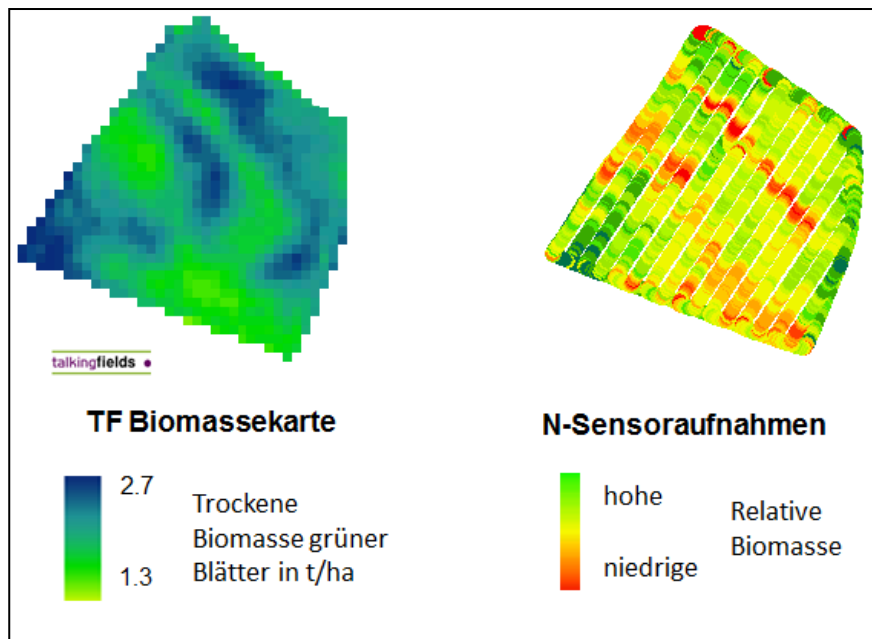 talkingfields
TF Biomassekarte
2.7
Trockene
Biomasse grüner
Blätter in t/ha
1.3
N-Sensoraufnahmen
hohe
niedrige
Relative
Biomasse